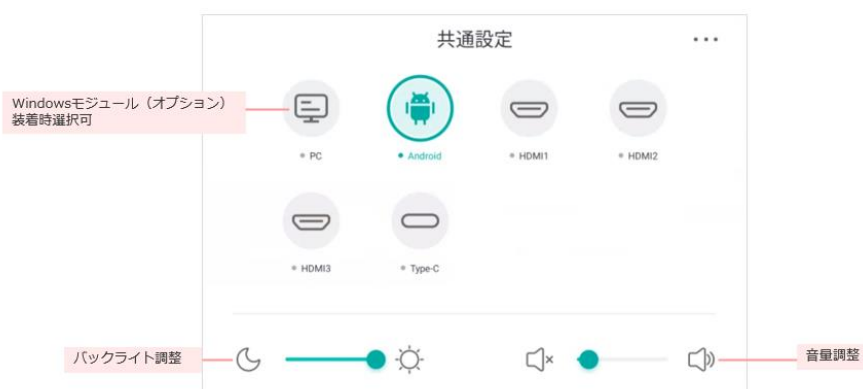 共通設定
...
Windowsモジュール（オプション）
装着時選択可
PC
Android
HDMI1
HDMI2
HDMI3
Type-C
バックライト調整
音量調整